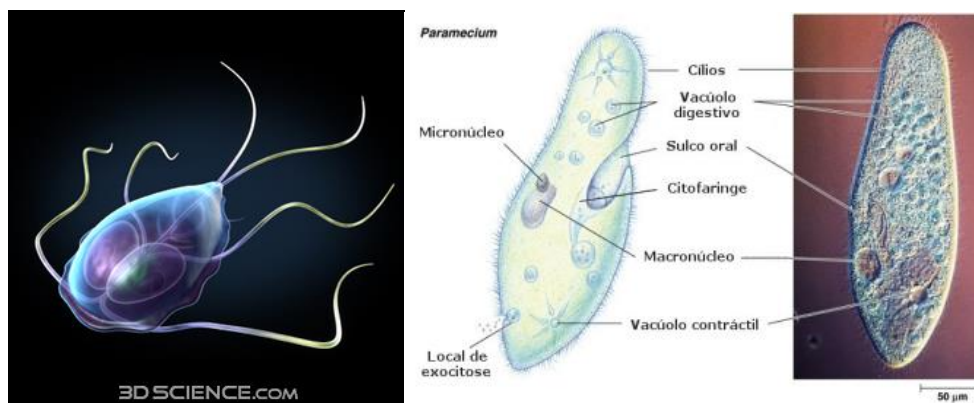 3DSCIENCE.COM
Paramecium
Cílios
Vacúolo
digestivo
Micronúcleo
Sulco oral
Citofaringe
Macronúcleo
Vacúolo contráctil
Local de
exocitose
50 µm